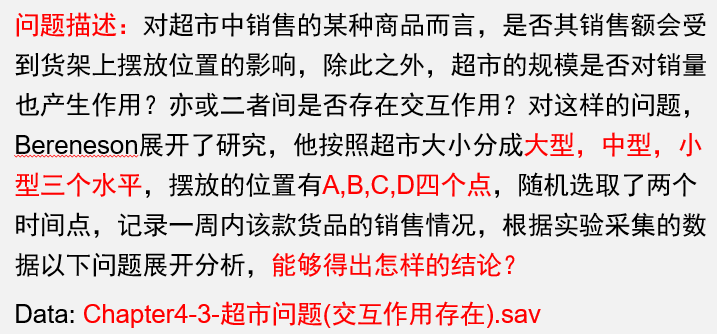 问题描述：对超市中销售的某种商品而言，是否其销售额会受
到货架上摆放位置的影响，除此之外，超市的规模是否对销量
也产生作用？亦或二者间是否存在交互作用？对这样的问题，
Bereneson展开了研究，他按照超市大小分成大型，中型，小
型三个水平，摆放的位置有A,B,C,D四个点，随机选取了两个
时间点，记录一周内该款货品的销售情况，根据实验采集的数
据以下问题展开分析，能够得出怎样的结论？
Data: Chapter4-3-超市问题(交互作用存在).sav